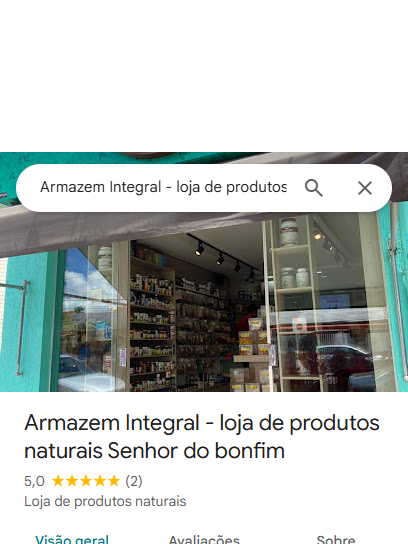 Armazem Integral - loja de produtos
Armazem Integral - loja de produtos
naturais Senhor do bonfim
5,0 ★★★★★ (2)
Loja de produtos naturais
Visão geral Avaliações Sobre